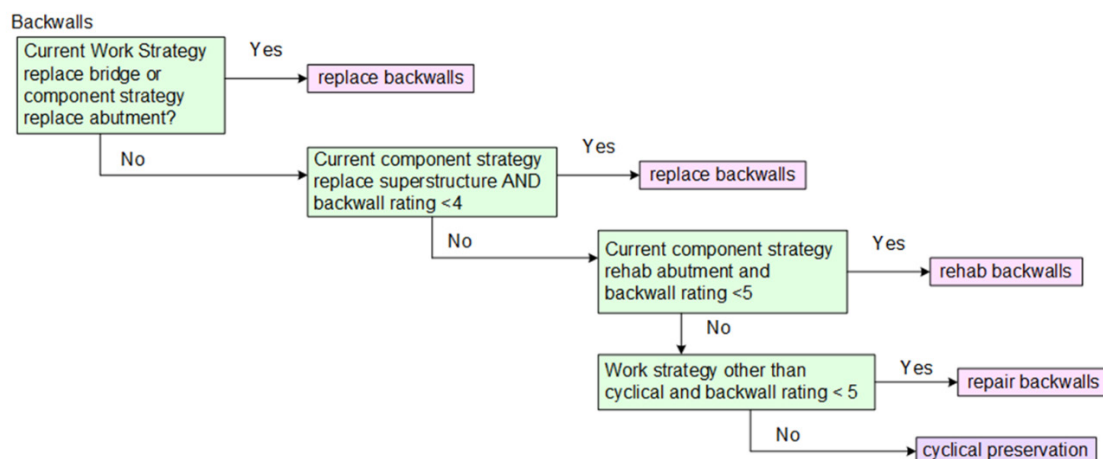 Backwalls
Current Work Strategy
replace bridge or
component strategy
replace abutment?
Yes
replace backwalls
No
Current component strategy
replace superstructure AND
backwall rating <4
Yes
replace backwalls
No
Current component strategy
rehab abutment and
backwall rating <5
Yes
rehab backwalls
No
Work strategy other than
cyclical and backwall rating < 5
Yes
repair backwalls
No
cyclical preservation